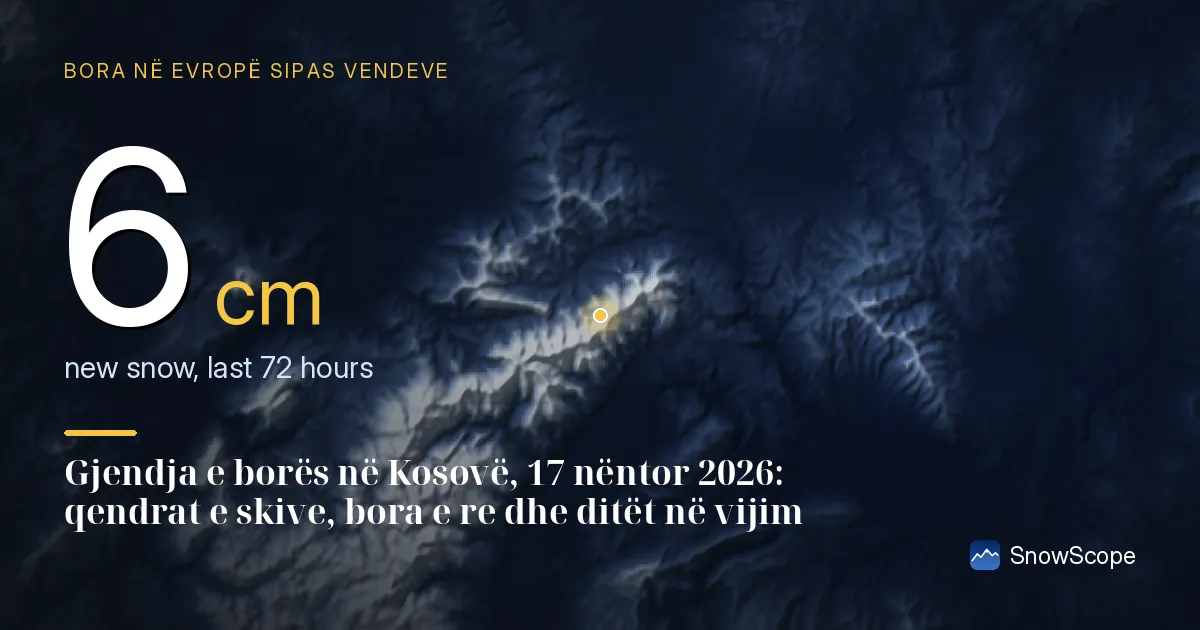 BORA NË EVROPË SIPAS VENDEVE
6 cm
new snow, last 72 hours
Gjendja e borës në Kosovë, 17 nëntor 2026:
qendrat e skive, bora e re dhe ditët në vijim
SnowScope